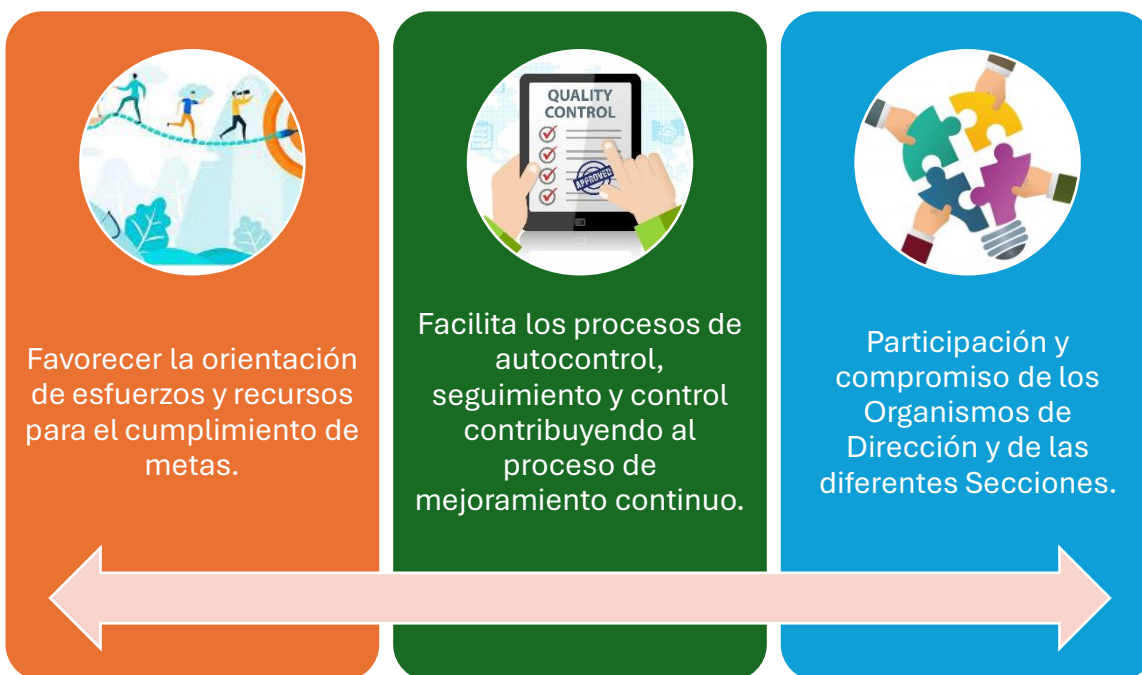 Favorecer la orientación
de esfuerzos y recursos
para el cumplimiento de
metas.
QUALITY
CONTROL
APPROVED
Facilita los procesos de
autocontrol,
seguimiento y control
contribuyendo al
proceso de
mejoramiento continuo.
Participación y
compromiso de los
Organismos de
Dirección y de las
diferentes Secciones.